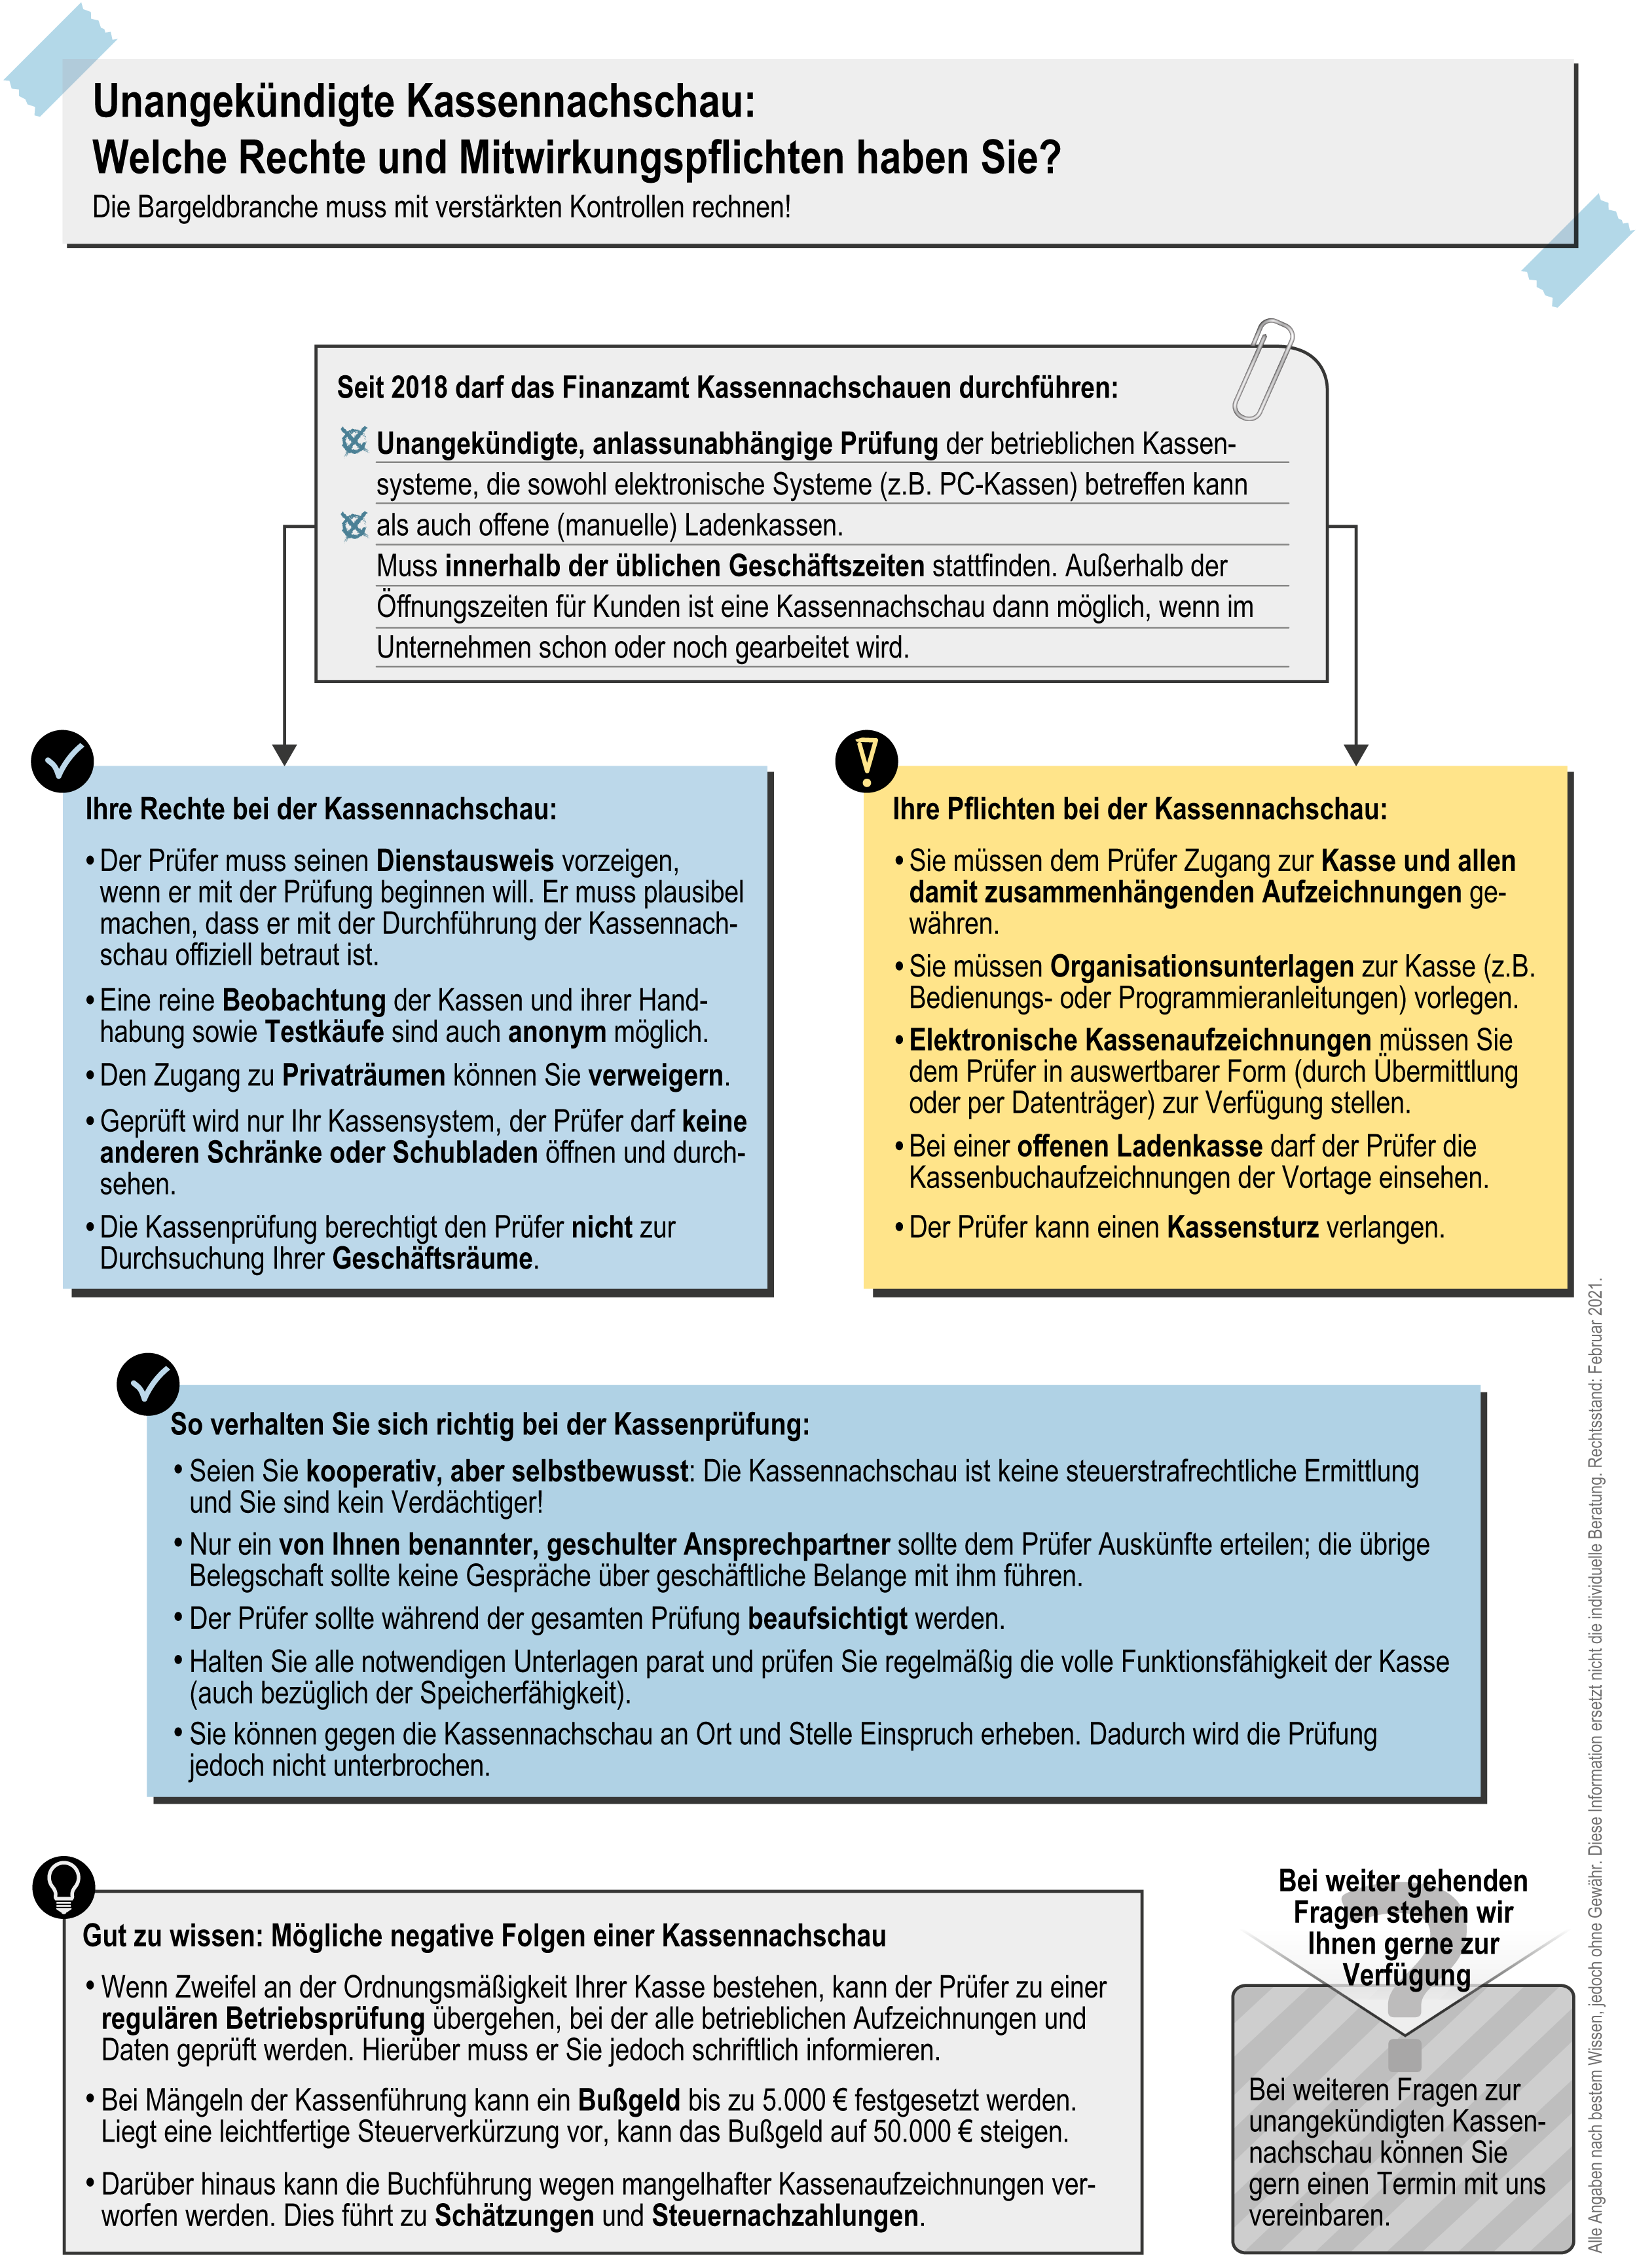 Unangekündigte Kassennachschau:
Welche Rechte und Mitwirkungspflichten haben Sie?
Die Bargeldbranche muss mit verstärkten Kontrollen rechnen!
Seit 2018 darf das Finanzamt Kassennachschauen durchführen:
Unangekündigte, anlassunabhängige Prüfung der betrieblichen Kassen-
systeme, die sowohl elektronische Systeme (z.B. PC-Kassen) betreffen kann
als auch offene (manuelle) Ladenkassen.
Muss innerhalb der üblichen Geschäftszeiten stattfinden. Außerhalb der
Öffnungszeiten für Kunden ist eine Kassennachschau dann möglich, wenn im
Unternehmen schon oder noch gearbeitet wird.
Ihre Rechte bei der Kassennachschau:
• Der Prüfer muss seinen Dienstausweis vorzeigen,
wenn er mit der Prüfung beginnen will. Er muss plausibel
machen, dass er mit der Durchführung der Kassennach-
schau offiziell betraut ist.
• Eine reine Beobachtung der Kassen und ihrer Hand-
habung sowie Testkäufe sind auch anonym möglich.
• Den Zugang zu Privaträumen können Sie verweigern.
• Geprüft wird nur Ihr Kassensystem, der Prüfer darf keine
anderen Schränke oder Schubladen öffnen und durch-
sehen.
• Die Kassenprüfung berechtigt den Prüfer nicht zur
Durchsuchung Ihrer Geschäftsräume.
Ihre Pflichten bei der Kassennachschau:
• Sie müssen dem Prüfer Zugang zur Kasse und allen
damit zusammenhängenden Aufzeichnungen ge-
währen.
• Sie müssen Organisationsunterlagen zur Kasse (z.B.
Bedienungs- oder Programmieranleitungen) vorlegen.
• Elektronische Kassenaufzeichnungen müssen Sie
dem Prüfer in auswertbarer Form (durch Übermittlung
oder per Datenträger) zur Verfügung stellen.
• Bei einer offenen Ladenkasse darf der Prüfer die
Kassenbuchaufzeichnungen der Vortage einsehen.
• Der Prüfer kann einen Kassensturz verlangen.
So verhalten Sie sich richtig bei der Kassenprüfung:
• Seien Sie kooperativ, aber selbstbewusst: Die Kassennachschau ist keine steuerstrafrechtliche Ermittlung
und Sie sind kein Verdächtiger!
• Nur ein von Ihnen benannter, geschulter Ansprechpartner sollte dem Prüfer Auskünfte erteilen; die übrige
Belegschaft sollte keine Gespräche über geschäftliche Belange mit ihm führen.
• Der Prüfer sollte während der gesamten Prüfung beaufsichtigt werden.
• Halten Sie alle notwendigen Unterlagen parat und prüfen Sie regelmäßig die volle Funktionsfähigkeit der Kasse
(auch bezüglich der Speicherfähigkeit).
• Sie können gegen die Kassennachschau an Ort und Stelle Einspruch erheben. Dadurch wird die Prüfung
jedoch nicht unterbrochen.
Gut zu wissen: Mögliche negative Folgen einer Kassennachschau
• Wenn Zweifel an der Ordnungsmäßigkeit Ihrer Kasse bestehen, kann der Prüfer zu einer
regulären Betriebsprüfung übergehen, bei der alle betrieblichen Aufzeichnungen und
Daten geprüft werden. Hierüber muss er Sie jedoch schriftlich informieren.
• Bei Mängeln der Kassenführung kann ein Bußgeld bis zu 5.000 € festgesetzt werden.
Liegt eine leichtfertige Steuerverkürzung vor, kann das Bußgeld auf 50.000 € steigen.
• Darüber hinaus kann die Buchführung wegen mangelhafter Kassenaufzeichnungen ver-
worfen werden. Dies führt zu Schätzungen und Steuernachzahlungen.
Bei weiter gehenden
Fragen stehen wir
Ihnen gerne zur
Verfügung
?
Bei weiteren Fragen zur
unangekündigten Kassen-
nachschau können Sie
gern einen Termin mit uns
vereinbaren.
Alle Angaben nach bestem Wissen, jedoch ohne Gewähr. Diese Information ersetzt nicht die individuelle Beratung. Rechtsstand: Februar 2021.